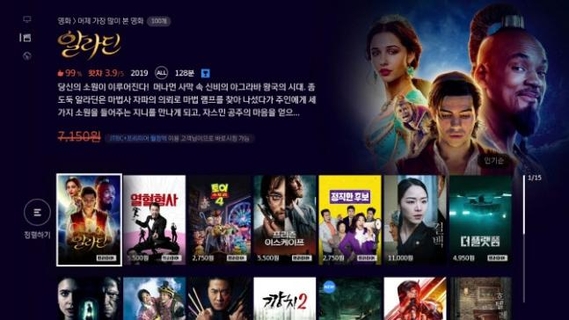 영화 > 어제 가장 많이 본 영화 100개
알라딘
99% 왓챠 3.9/5 2019 ALL 128분
당신의 소원이 이루어진다! 머나먼 사막 속 신비의 아그라바 왕국의 시대. 좀
도둑 알라딘은 마법사 자파의 의뢰로 마법 램프를 찾아 나섰다가 주인에게 세
가지 소원을 들어주는 지니를 만나게 되고, 자스민 공주의 마음을 얻으...
7,150원
인기순
1/15
정렬하기
알라딘
열혈형사
5,500원
토이 스토리 4
2,750원
프리즌 이스케이프
5,500원
정직한 후보
2,750원
11,000원
더 플랫폼
4,950원
NEW